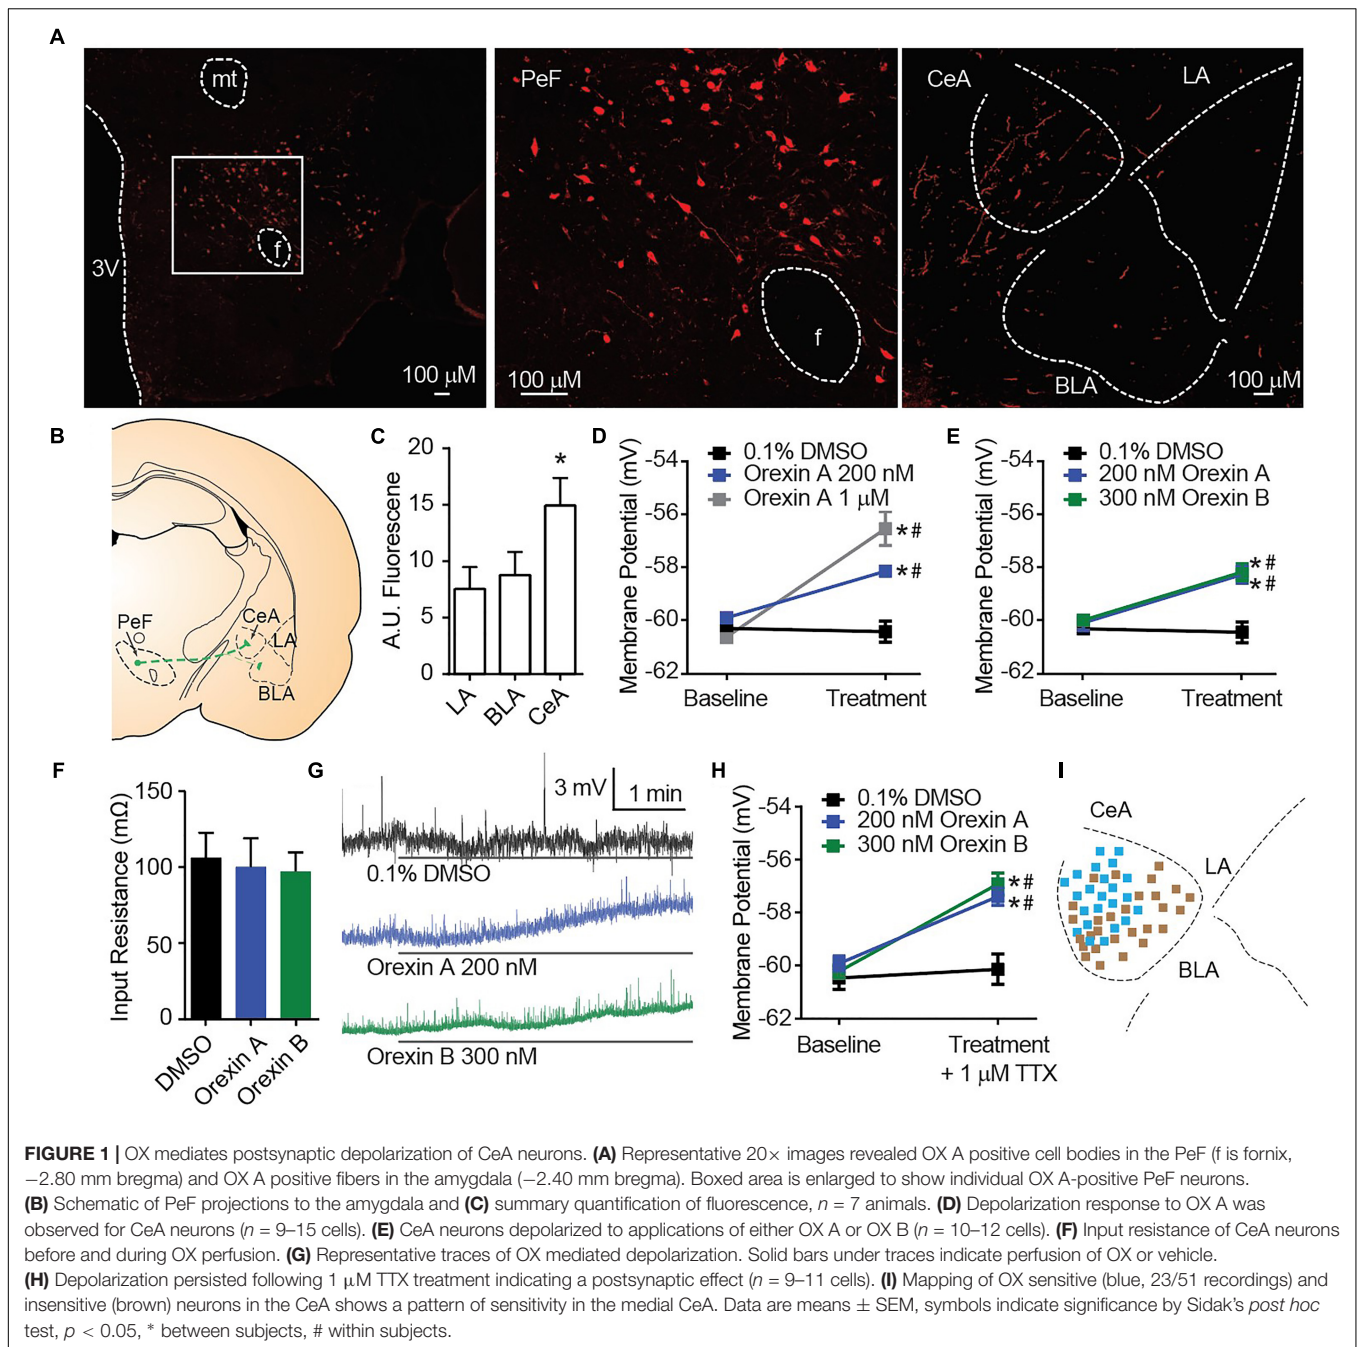 A
mt
3V
f
100 μM
PeF
f
100 μM
CeA
LA
BLA
100 μM
B
PeF
CeA
LA
BLA
C
20
15
10
5
0
A.U. Fluorescene
*
LA
BLA
CeA
D
0.1% DMSO
Orexin A 200 nM
Orexin A 1 μM
Membrane Potential (mV)
-54
-56
-58
-60
-62
*#
*#
Baseline
Treatment
E
0.1% DMSO
200 nM Orexin A
300 nM Orexin B
Membrane Potential (mV)
-54
-56
-58
-60
-62
*#
*#
Baseline
Treatment
F
Input Resistance (mΩ)
150
100
50
0
DMSO
Orexin A
Orexin B
G
3 mV
1 min
0.1% DMSO
Orexin A 200 nM
Orexin B 300 nM
H
0.1% DMSO
200 nM Orexin A
300 nM Orexin B
Membrane Potential (mV)
-54
-56
-58
-60
-62
*#
*#
Baseline
Treatment
+ 1 μM TTX
I
CeA
LA
BLA
FIGURE 1 | OX mediates postsynaptic depolarization of CeA neurons. (A) Representative 20× images revealed OX A positive cell bodies in the PeF (f is fornix,
−2.80 mm bregma) and OX A positive fibers in the amygdala (−2.40 mm bregma). Boxed area is enlarged to show individual OX A-positive PeF neurons.
(B) Schematic of PeF projections to the amygdala and (C) summary quantification of fluorescence, n = 7 animals. (D) Depolarization response to OX A was
observed for CeA neurons (n = 9–15 cells). (E) CeA neurons depolarized to applications of either OX A or OX B (n = 10–12 cells). (F) Input resistance of CeA neurons
before and during OX perfusion. (G) Representative traces of OX mediated depolarization. Solid bars under traces indicate perfusion of OX or vehicle.
(H) Depolarization persisted following 1 μM TTX treatment indicating a postsynaptic effect (n = 9–11 cells). (I) Mapping of OX sensitive (blue, 23/51 recordings) and
insensitive (brown) neurons in the CeA shows a pattern of sensitivity in the medial CeA. Data are means ± SEM, symbols indicate significance by Sidak's post hoc
test, p < 0.05, * between subjects, # within subjects.